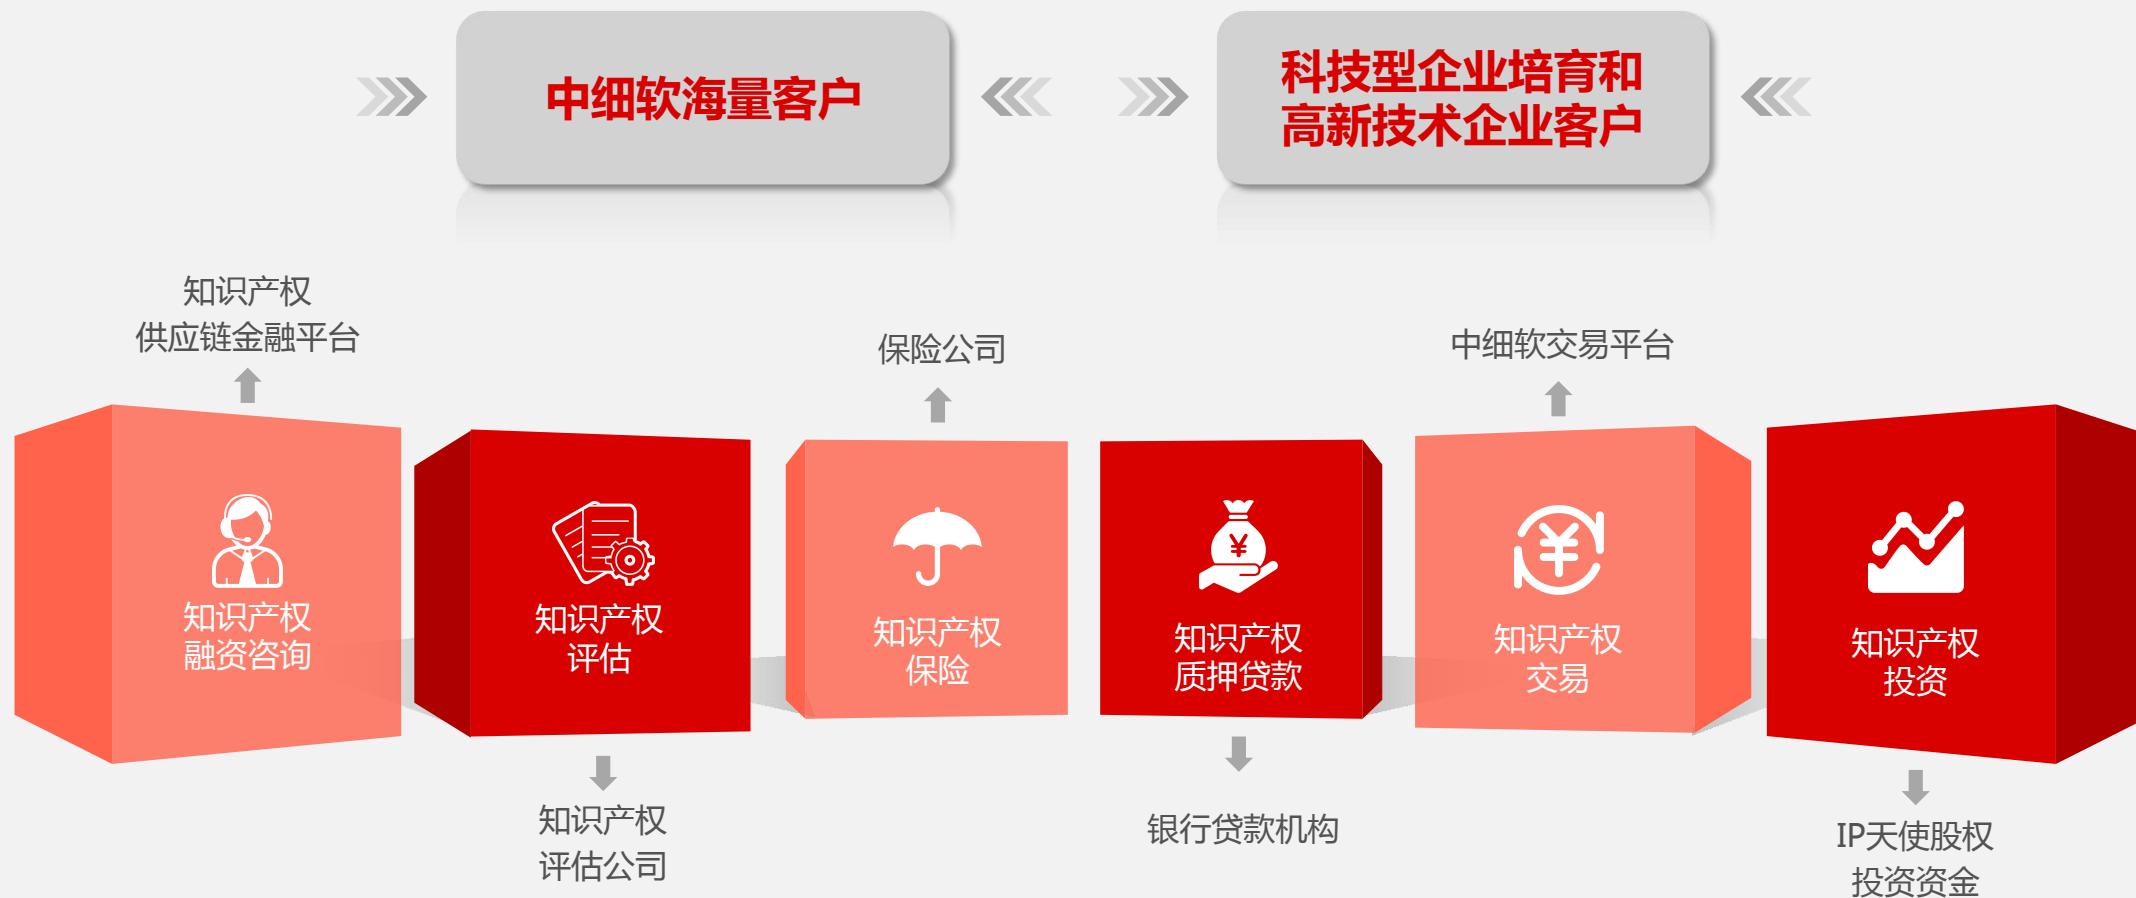 中细软海量客户
科技型企业培育和
高新技术企业客户
知识产权
供应链金融平台
保险公司
中细软交易平台
知识产权
融资咨询
知识产权
评估
知识产权
保险
知识产权
质押贷款
知识产权
交易
知识产权
投资
知识产权
评估公司
银行贷款机构
IP天使股权
投资资金